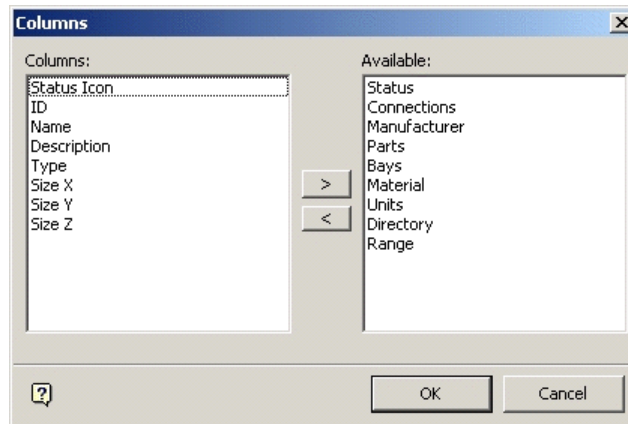 Columns
Columns:
Status Icon
ID
Name
Description
Type
Size X
Size Y
Size Z
>
<
Available:
Status
Connections
Manufacturer
Parts
Bays
Material
Units
Directory
Range
?
OK
Cancel